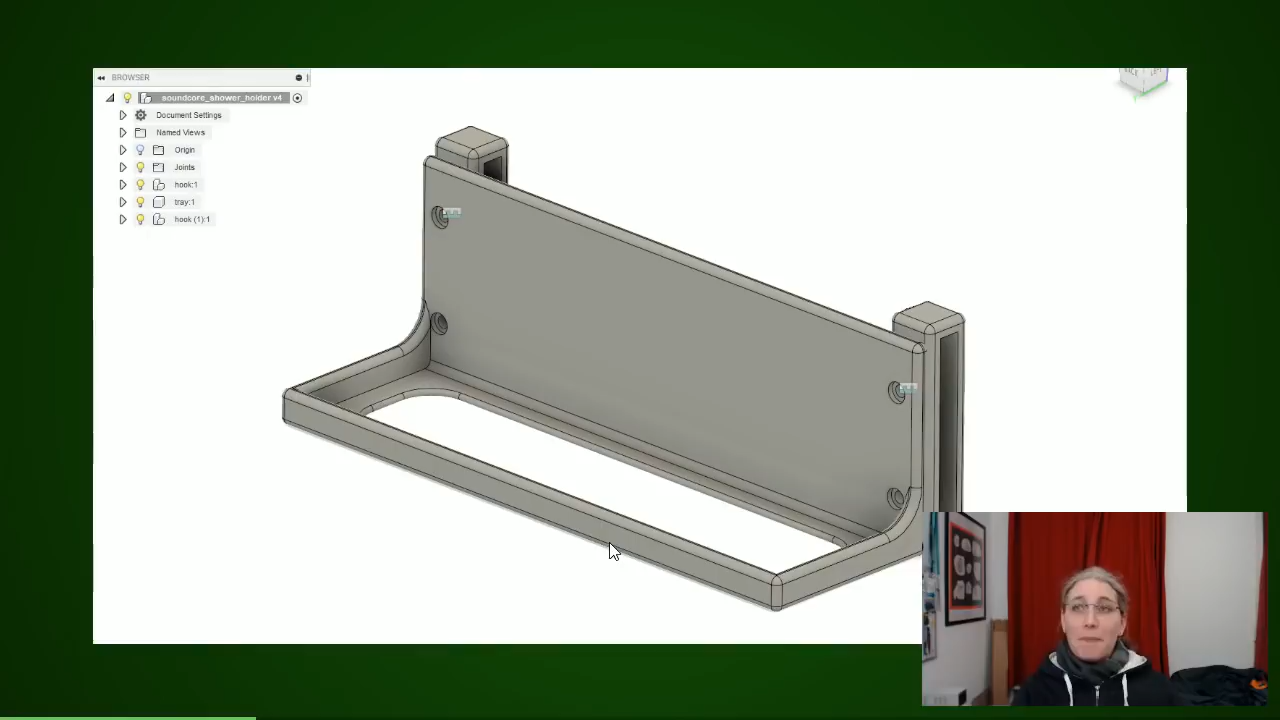 BROWSER
soundcore_shower_holder v4
Document Settings
Named Views
Origin
Joints
hook:1
tray:1
hook (1):1